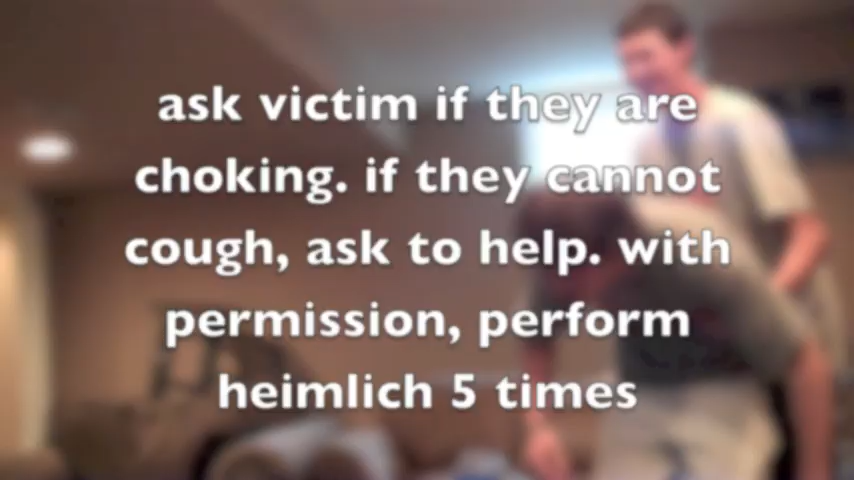 ask victim if they are
choking. if they cannot
cough, ask to help. with
permission, perform
heimlich 5 times